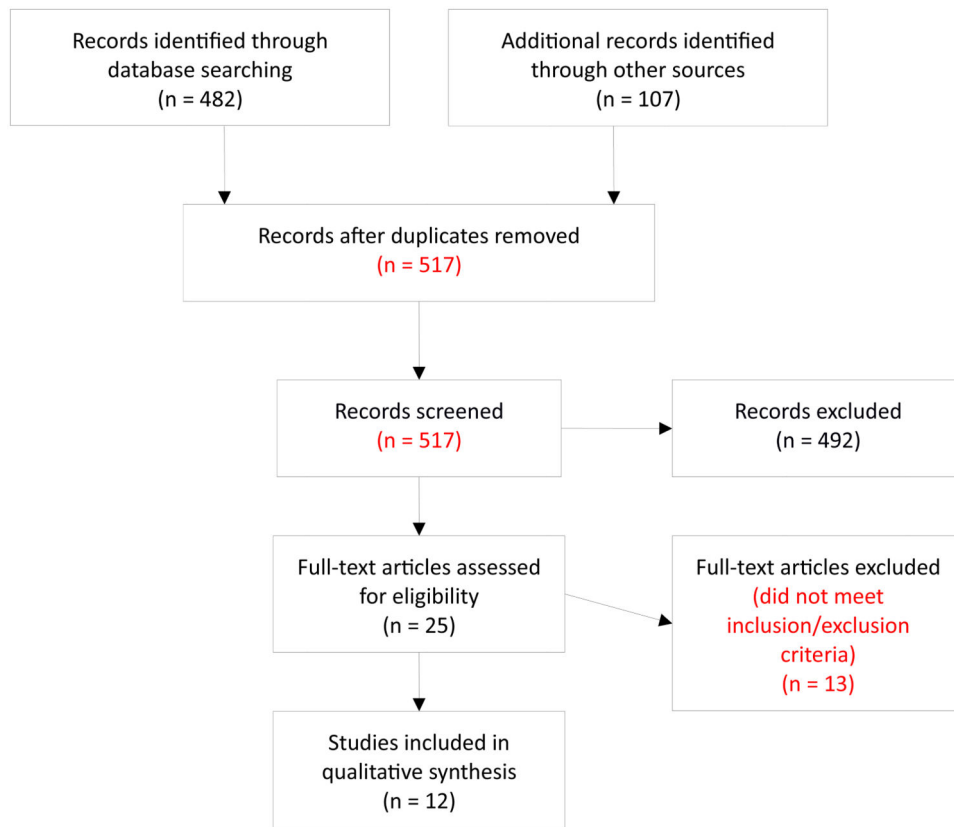 Records identified through
database searching
(n = 482)
Additional records identified
through other sources
(n = 107)
Records after duplicates removed
(n = 517)
Records screened
(n = 517)
Records excluded
(n = 492)
Full-text articles assessed
for eligibility
(n = 25)
Full-text articles excluded
(did not meet
inclusion/exclusion
criteria)
(n = 13)
Studies included in
qualitative synthesis
(n = 12)